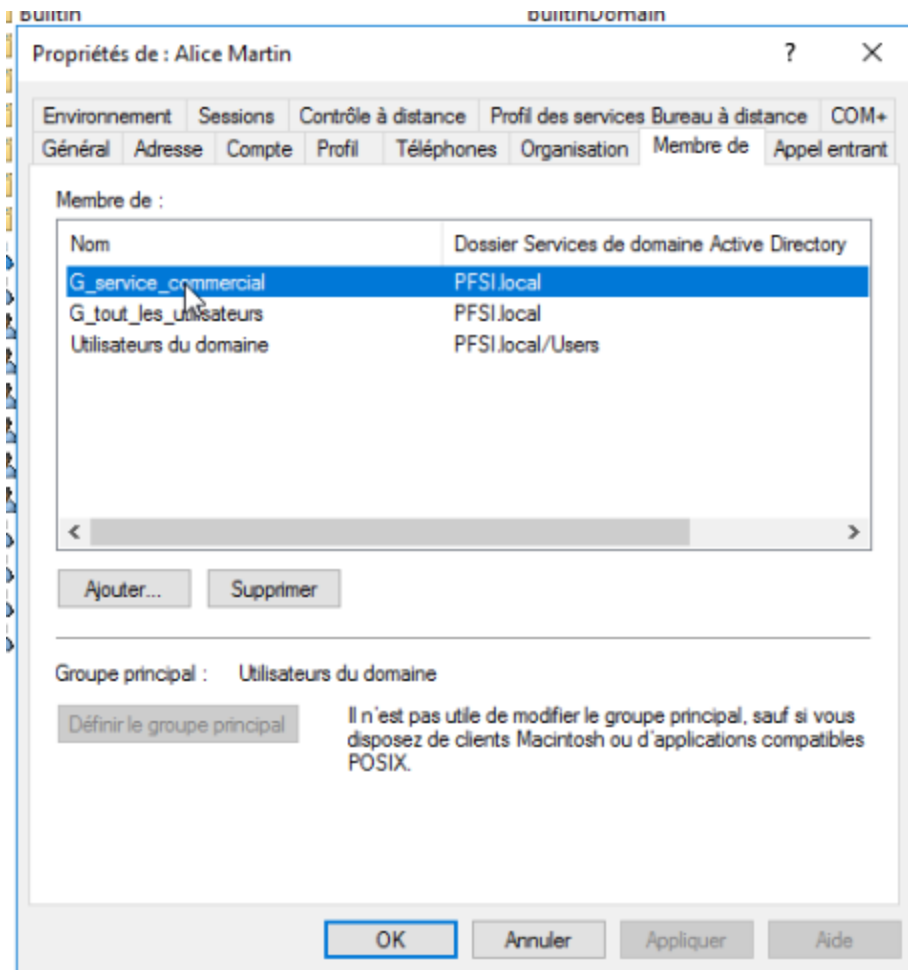 Builtin builtinDomain
Propriétés de : Alice Martin ? ×
Environnement Sessions Contrôle à distance Profil des services Bureau à distance COM+
Général Adresse Compte Profil Téléphones Organisation Membre de Appel entrant
Membre de :
Nom Dossier Services de domaine Active Directory
G_service_commercial PFSI.local
G_tout_les_utilisateurs PFSI.local
Utilisateurs du domaine PFSI.local/Users
Ajouter... Supprimer
Groupe principal : Utilisateurs du domaine
Définir le groupe principal
Il n'est pas utile de modifier le groupe principal, sauf si vous
disposez de clients Macintosh ou d'applications compatibles
POSIX.
OK Annuler Appliquer Aide